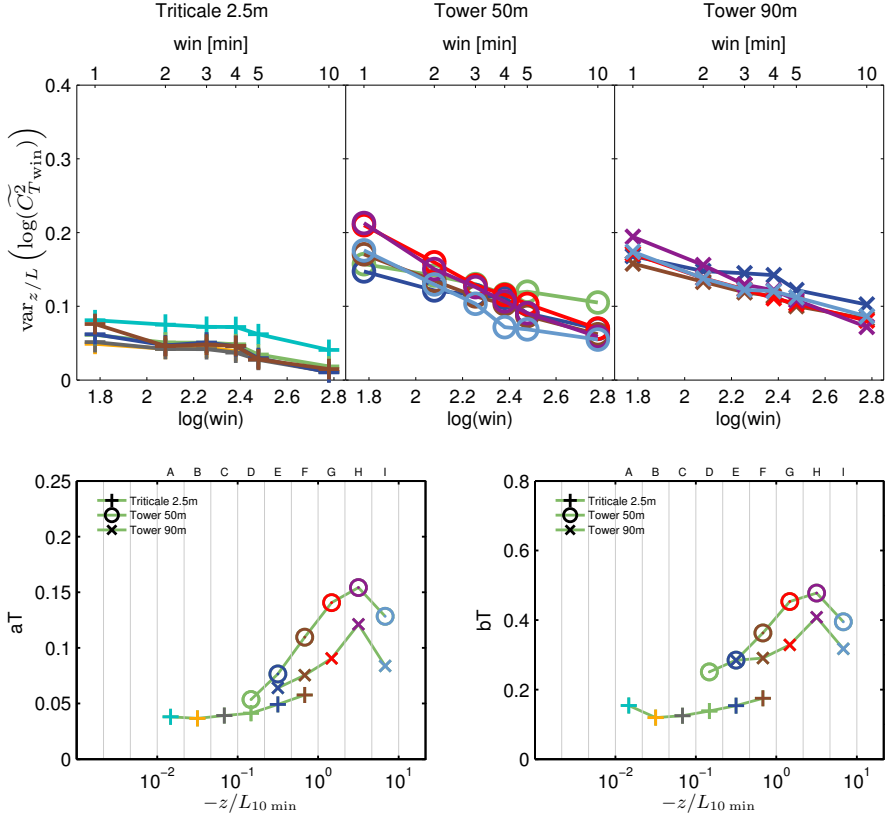 Triticale 2.5m Tower 50m Tower 90m
win [min] win [min] win [min]
1 2 3 4 5 10 1 2 3 4 5 10 1 2 3 4 5 10
0.4
0.3
0.2
0.1
0
var_{z/L} ( log(\widetilde{C_T^2}_{win}) )
1.8 2 2.2 2.4 2.6 2.8 1.8 2 2.2 2.4 2.6 2.8 1.8 2 2.2 2.4 2.6 2.8
log(win) log(win) log(win)
A B C D E F G H I
0.25
0.2
0.15
0.1
0.05
0
aT
Triticale 2.5m
Tower 50m
Tower 90m
10^{-2} 10^{-1} 10^{0} 10^{1}
−z/L_{10 min}
A B C D E F G H I
0.8
0.6
0.4
0.2
0
bT
Triticale 2.5m
Tower 50m
Tower 90m
10^{-2} 10^{-1} 10^{0} 10^{1}
−z/L_{10 min}